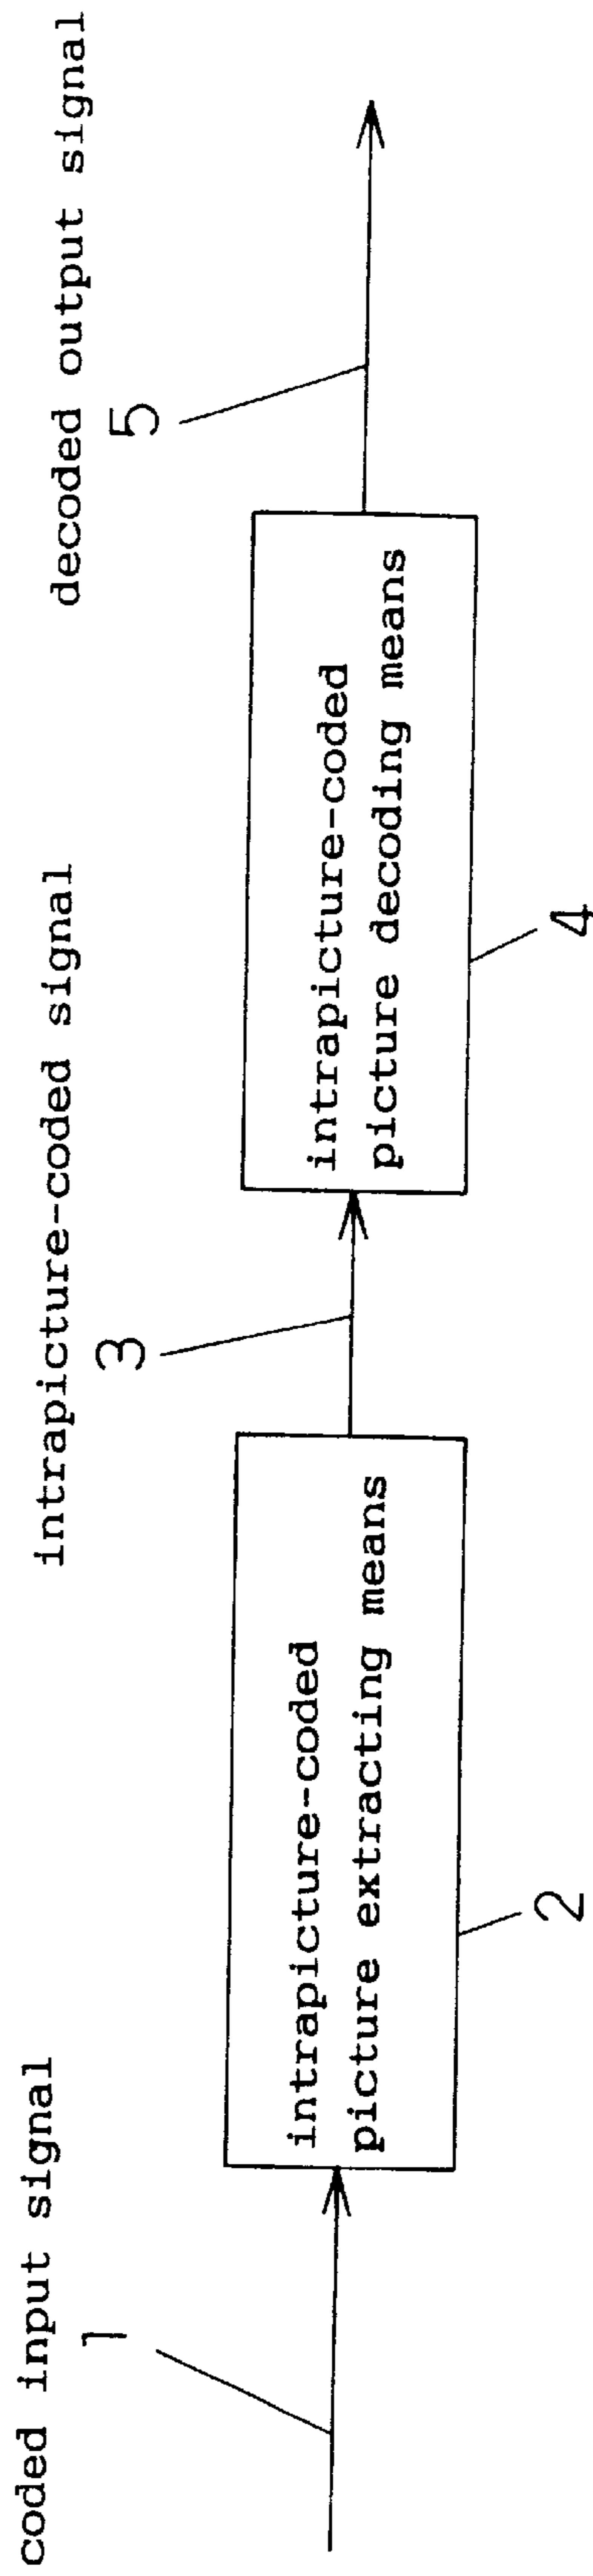 coded input signal
1
intrapicture-coded
picture extracting means
2
intrapicture-coded signal
3
intrapicture-coded
picture decoding means
4
decoded output signal
5